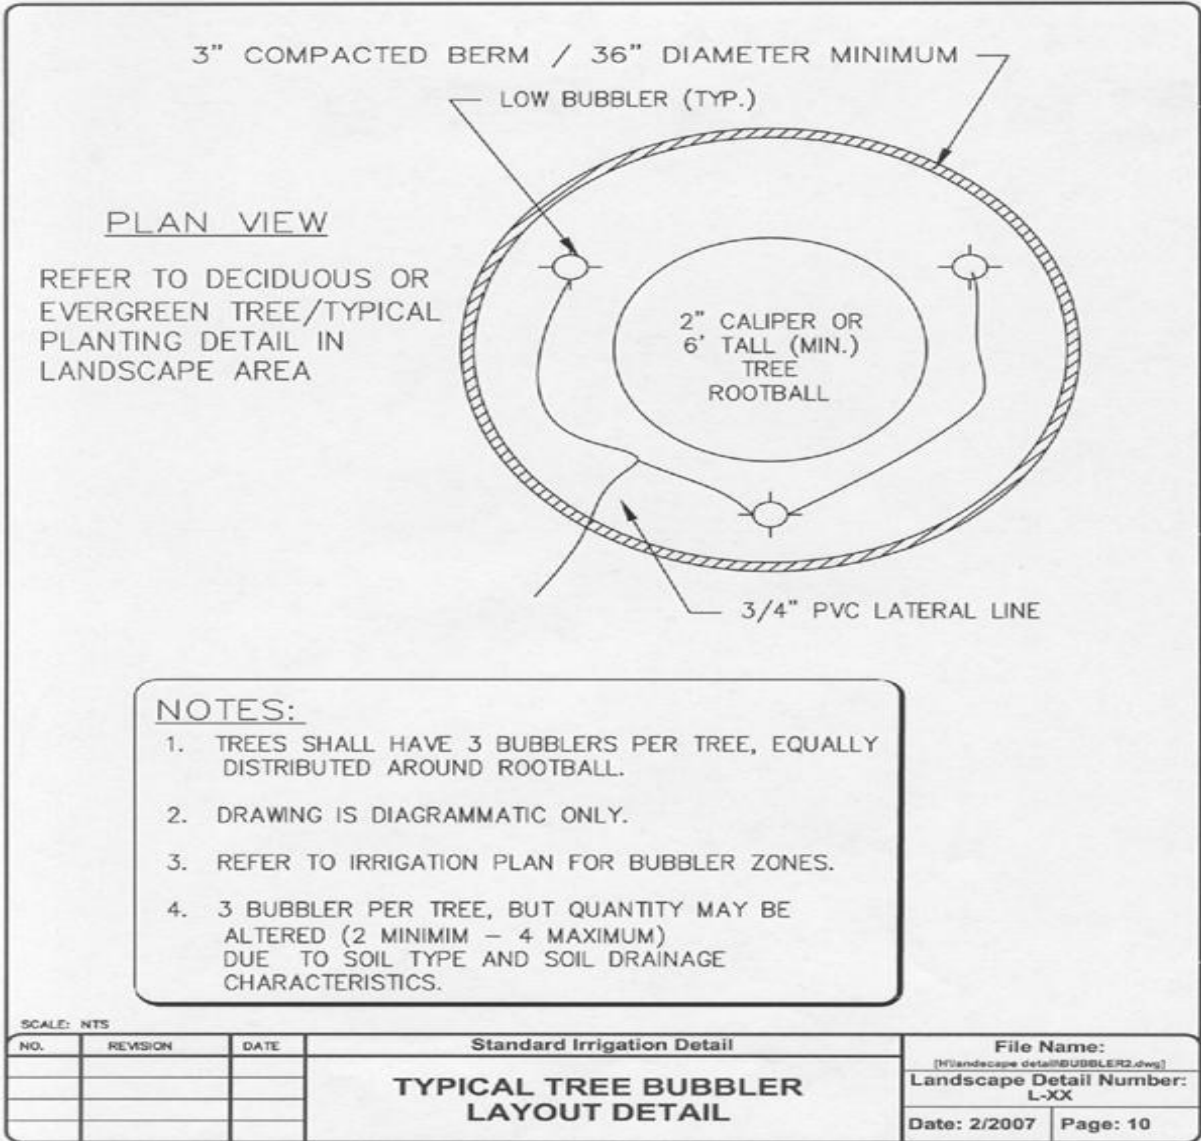 3" COMPACTED BERM / 36" DIAMETER MINIMUM
LOW BUBBLER (TYP.)
PLAN VIEW
REFER TO DECIDUOUS OR
EVERGREEN TREE/TYPICAL
PLANTING DETAIL IN
LANDSCAPE AREA
2" CALIPER OR
6' TALL (MIN.)
TREE
ROOTBALL
3/4" PVC LATERAL LINE
NOTES:
1. TREES SHALL HAVE 3 BUBBLERS PER TREE, EQUALLY
DISTRIBUTED AROUND ROOTBALL.
2. DRAWING IS DIAGRAMMATIC ONLY.
3. REFER TO IRRIGATION PLAN FOR BUBBLER ZONES.
4. 3 BUBBLER PER TREE, BUT QUANTITY MAY BE
ALTERED (2 MINIMIM - 4 MAXIMUM)
DUE TO SOIL TYPE AND SOIL DRAINAGE
CHARACTERISTICS.
SCALE: NTS
NO. REVISION DATE
Standard Irrigation Detail
TYPICAL TREE BUBBLER
LAYOUT DETAIL
File Name:
[H\landscape detail\BUBBLER2.dwg]
Landscape Detail Number:
L-XX
Date: 2/2007 Page: 10